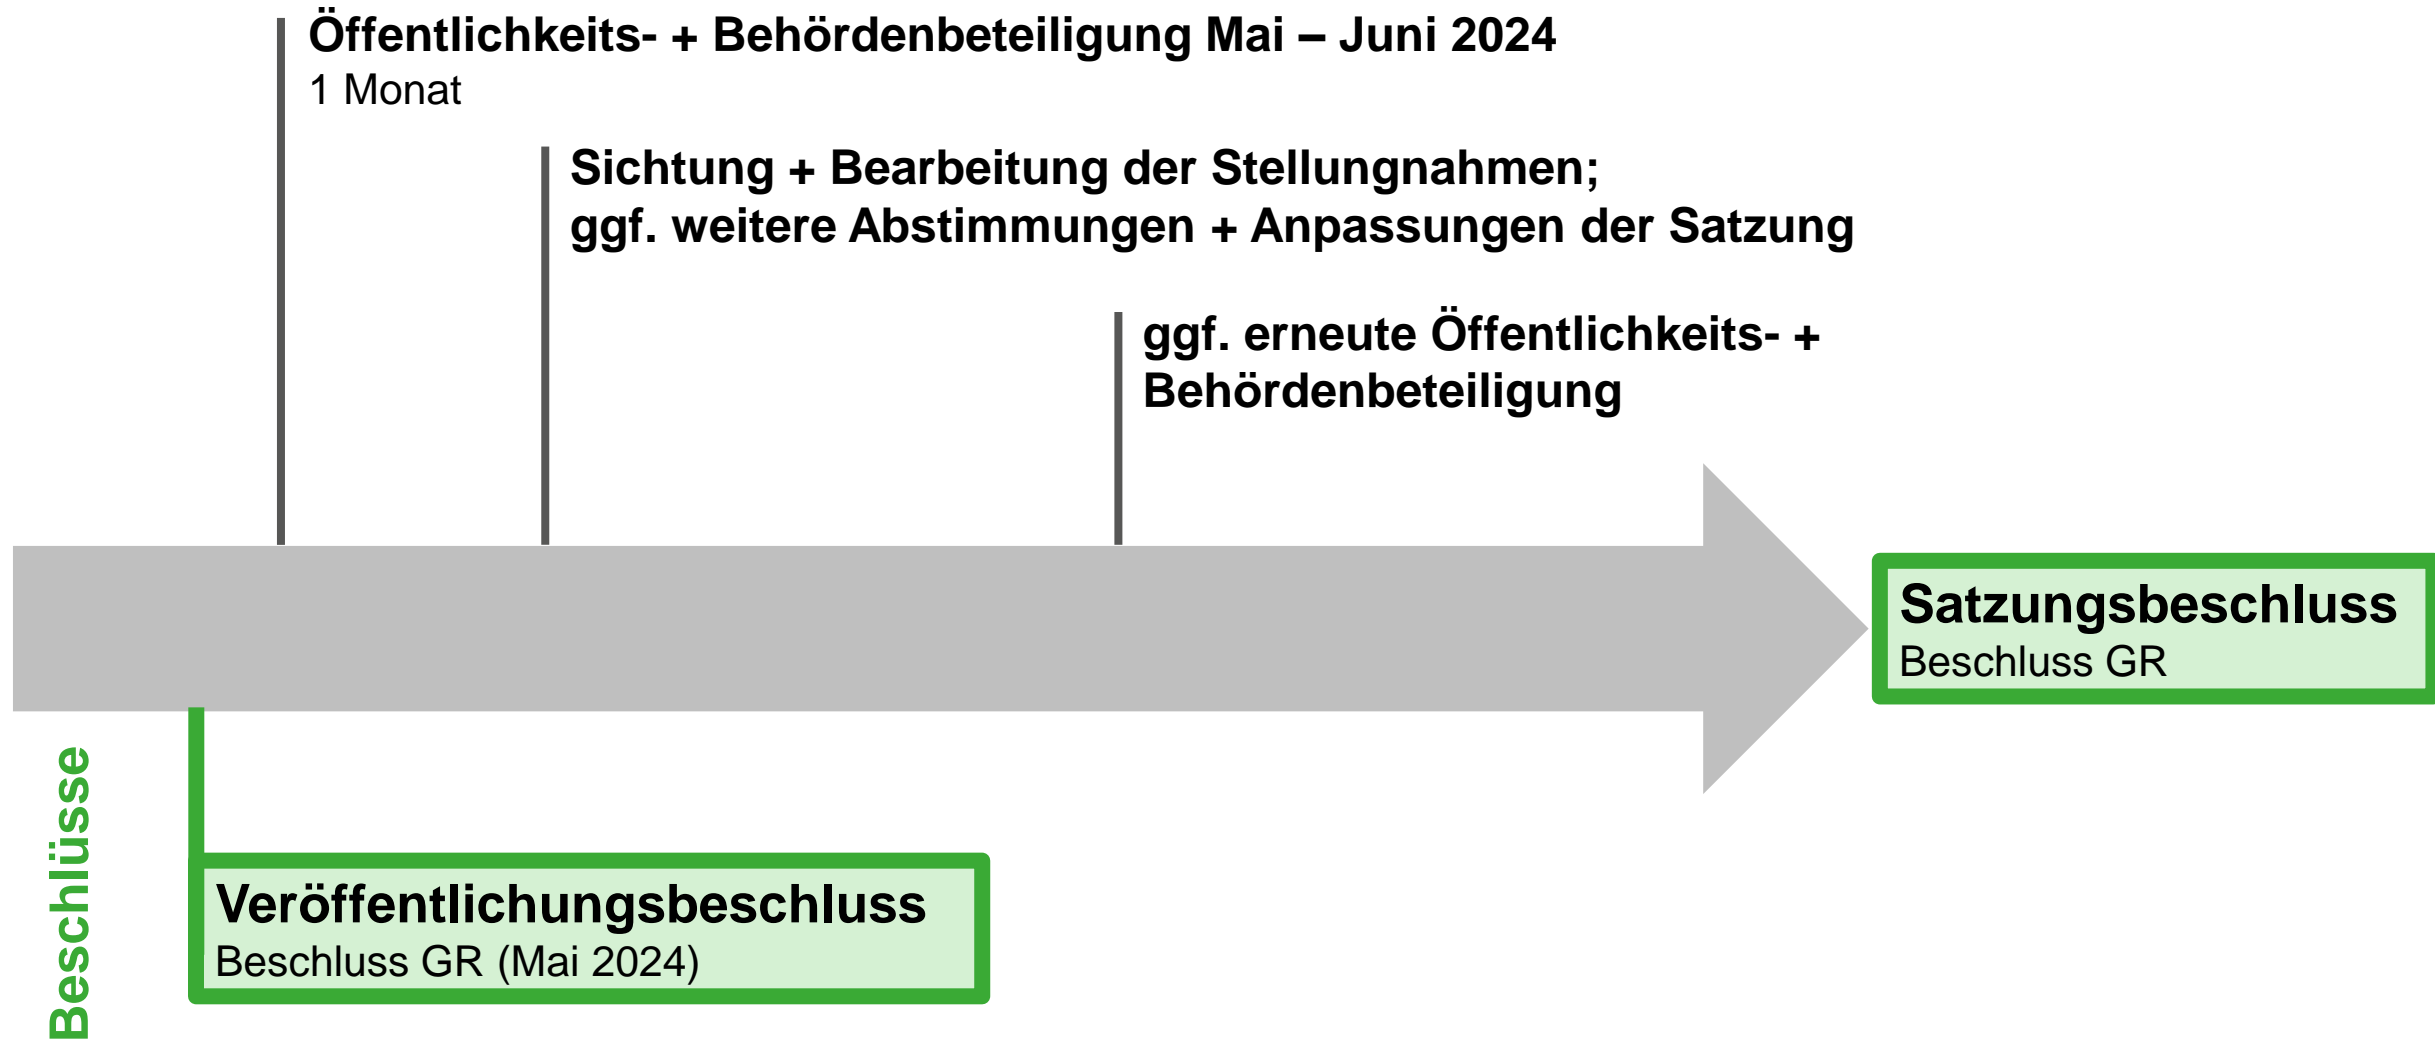 Öffentlichkeits- + Behördenbeteiligung Mai – Juni 2024
1 Monat
Sichtung + Bearbeitung der Stellungnahmen;
ggf. weitere Abstimmungen + Anpassungen der Satzung
ggf. erneute Öffentlichkeits- +
Behördenbeteiligung
Satzungsbeschluss
Beschluss GR
Beschlüsse
Veröffentlichungsbeschluss
Beschluss GR (Mai 2024)